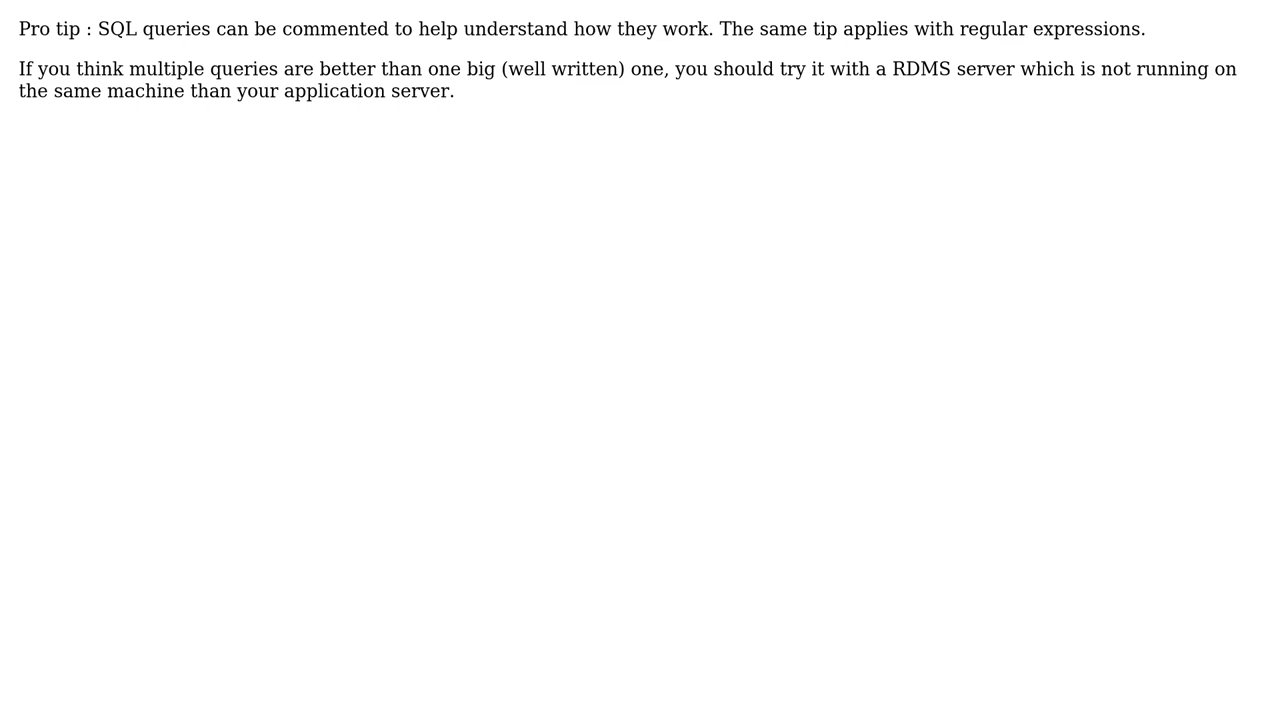 Pro tip : SQL queries can be commented to help understand how they work. The same tip applies with regular expressions.
If you think multiple queries are better than one big (well written) one, you should try it with a RDMS server which is not running on
the same machine than your application server.